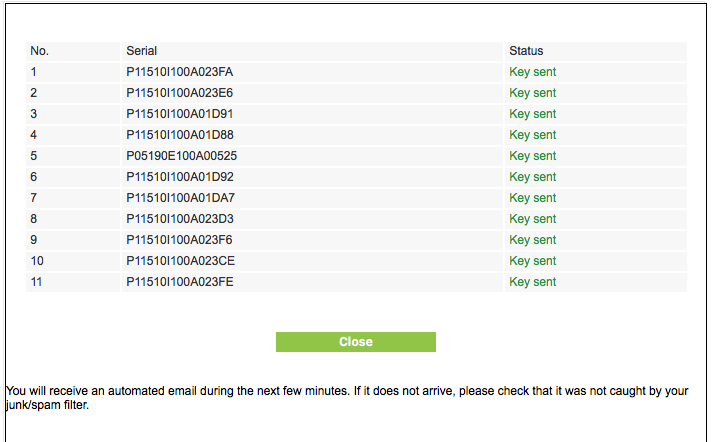 No. Serial Status
1 P11510I100A023FA Key sent
2 P11510I100A023E6 Key sent
3 P11510I100A01D91 Key sent
4 P11510I100A01D88 Key sent
5 P05190E100A00525 Key sent
6 P11510I100A01D92 Key sent
7 P11510I100A01DA7 Key sent
8 P11510I100A023D3 Key sent
9 P11510I100A023F6 Key sent
10 P11510I100A023CE Key sent
11 P11510I100A023FE Key sent
Close
You will receive an automated email during the next few minutes. If it does not arrive, please check that it was not caught by your
junk/spam filter.